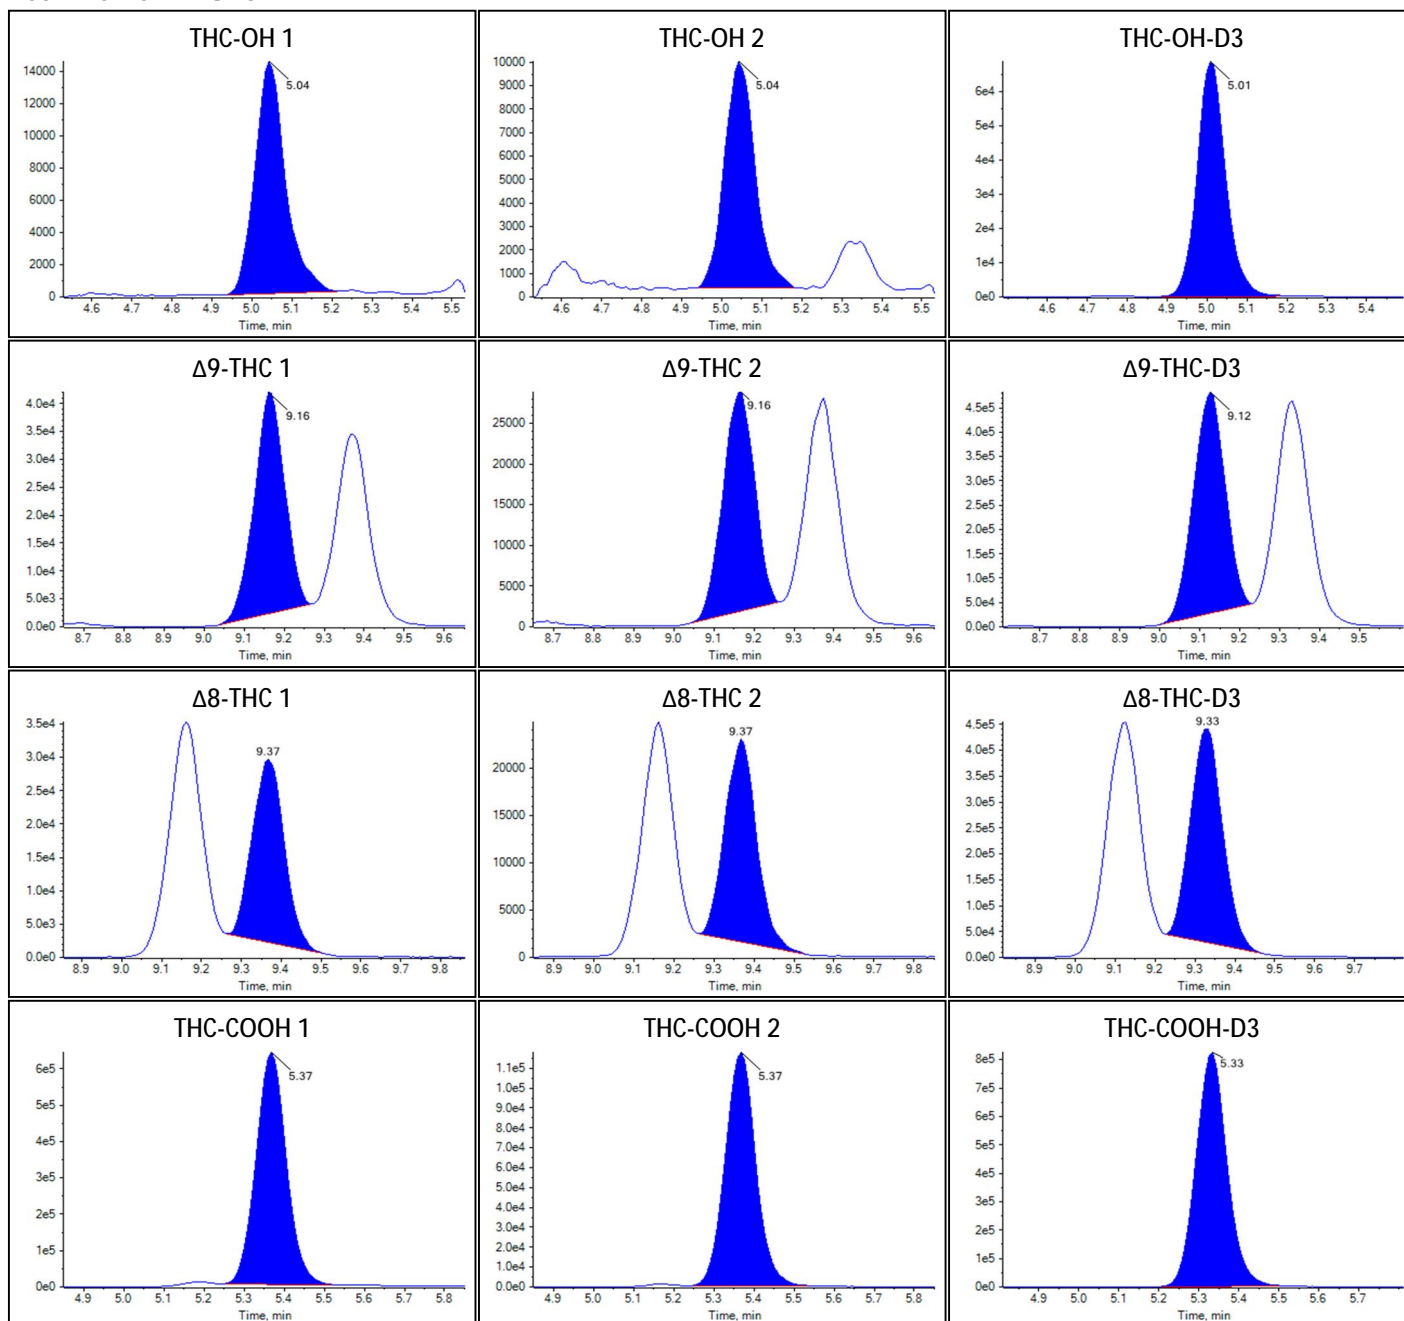 THC-OH 1
14000
12000
10000
8000
6000
4000
2000
0
5.04
4.6 4.7 4.8 4.9 5.0 5.1 5.2 5.3 5.4 5.5
Time, min
THC-OH 2
10000
9000
8000
7000
6000
5000
4000
3000
2000
1000
0
5.04
4.6 4.7 4.8 4.9 5.0 5.1 5.2 5.3 5.4 5.5
Time, min
THC-OH-D3
6e4
5e4
4e4
3e4
2e4
1e4
0e0
5.01
4.6 4.7 4.8 4.9 5.0 5.1 5.2 5.3 5.4
Time, min
Δ9-THC 1
4.0e4
3.5e4
3.0e4
2.5e4
2.0e4
1.5e4
1.0e4
5.0e3
0.0e0
9.16
8.7 8.8 8.9 9.0 9.1 9.2 9.3 9.4 9.5 9.6
Time, min
Δ9-THC 2
25000
20000
15000
10000
5000
0
9.16
8.7 8.8 8.9 9.0 9.1 9.2 9.3 9.4 9.5 9.6
Time, min
Δ9-THC-D3
4.5e5
4.0e5
3.5e5
3.0e5
2.5e5
2.0e5
1.5e5
1.0e5
5.0e4
0.0e0
9.12
8.7 8.8 8.9 9.0 9.1 9.2 9.3 9.4 9.5
Time, min
Δ8-THC 1
3.5e4
3.0e4
2.5e4
2.0e4
1.5e4
1.0e4
5.0e3
0.0e0
9.37
8.9 9.0 9.1 9.2 9.3 9.4 9.5 9.6 9.7 9.8
Time, min
Δ8-THC 2
20000
15000
10000
5000
0
9.37
8.9 9.0 9.1 9.2 9.3 9.4 9.5 9.6 9.7 9.8
Time, min
Δ8-THC-D3
4.5e5
4.0e5
3.5e5
3.0e5
2.5e5
2.0e5
1.5e5
1.0e5
5.0e4
0.0e0
9.33
8.9 9.0 9.1 9.2 9.3 9.4 9.5 9.6 9.7
Time, min
THC-COOH 1
6e5
5e5
4e5
3e5
2e5
1e5
0e0
5.37
4.9 5.0 5.1 5.2 5.3 5.4 5.5 5.6 5.7 5.8
Time, min
THC-COOH 2
1.1e5
1.0e5
9.0e4
8.0e4
7.0e4
6.0e4
5.0e4
4.0e4
3.0e4
2.0e4
1.0e4
0.0e0
5.37
4.9 5.0 5.1 5.2 5.3 5.4 5.5 5.6 5.7 5.8
Time, min
THC-COOH-D3
8e5
7e5
6e5
5e5
4e5
3e5
2e5
1e5
0e0
5.33
4.9 5.0 5.1 5.2 5.3 5.4 5.5 5.6 5.7
Time, min